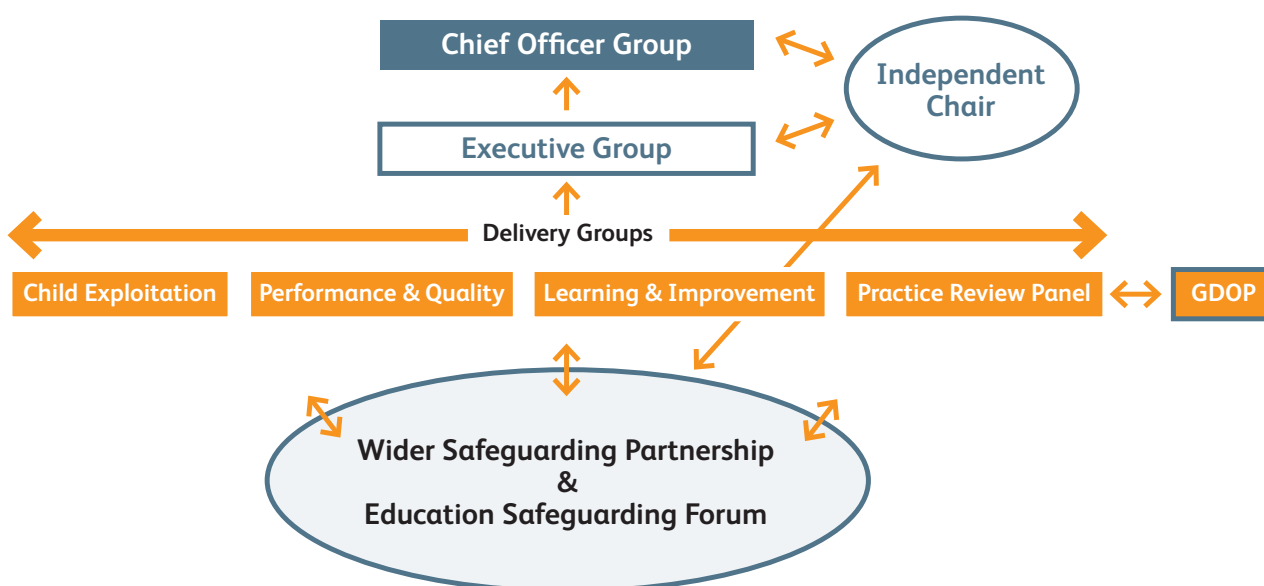 Chief Officer Group
Independent
Chair
Executive Group
Delivery Groups
Child Exploitation
Performance & Quality
Learning & Improvement
Practice Review Panel
GDOP
Wider Safeguarding Partnership
&
Education Safeguarding Forum